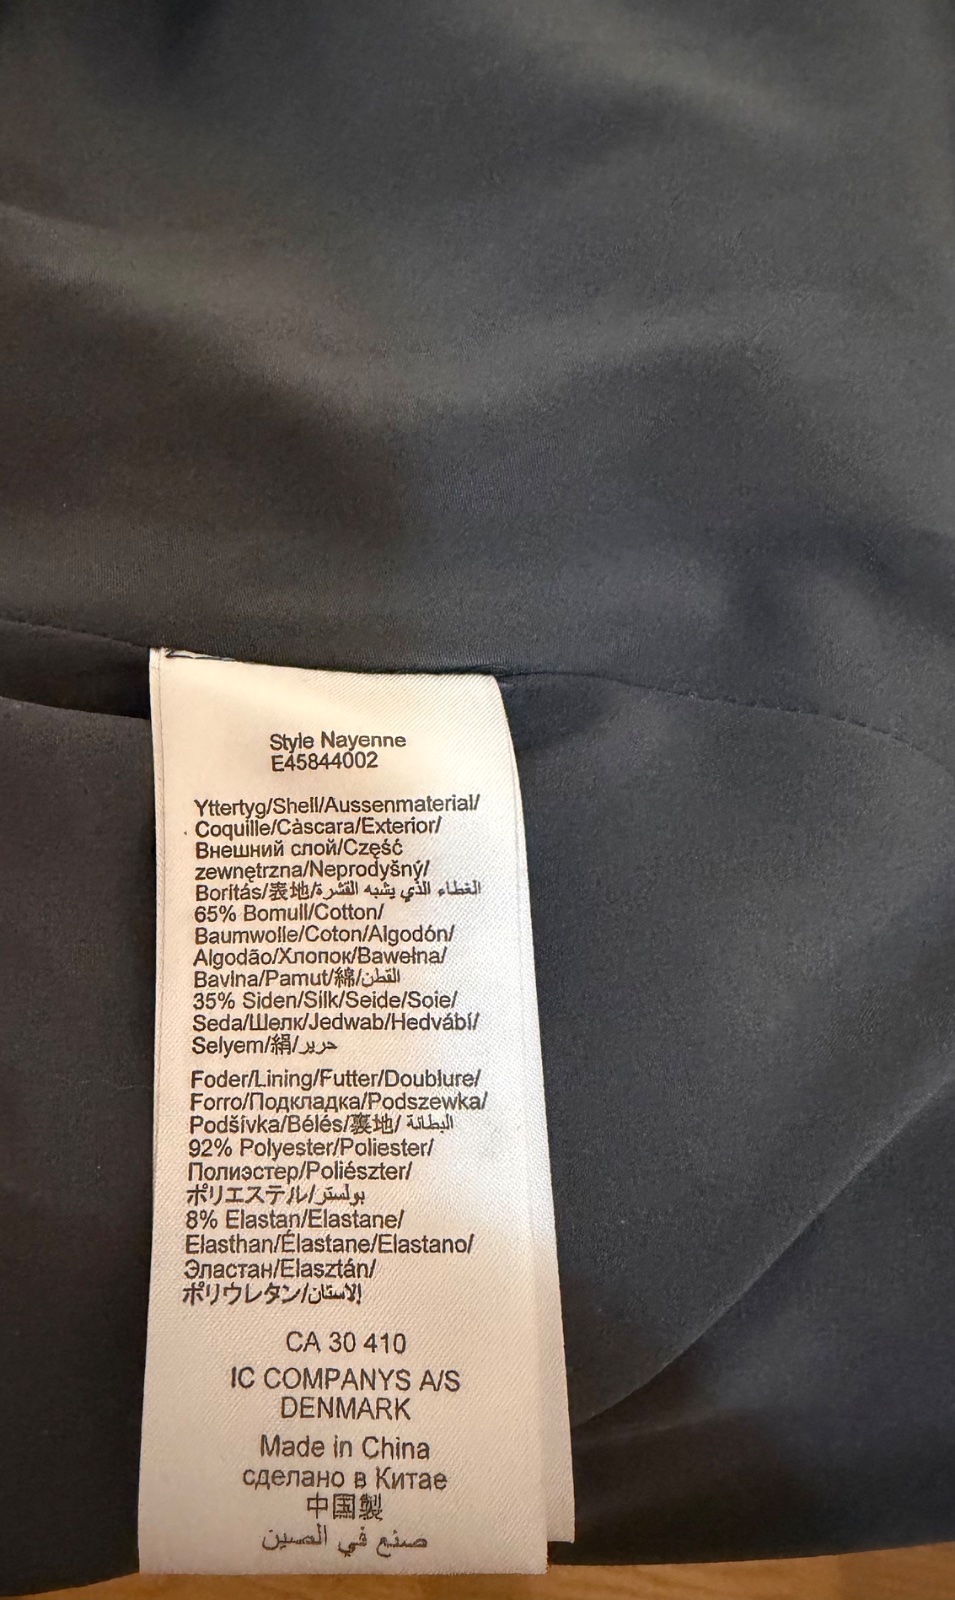 Style Nayenne
E45844002
Yttertyg/Shell/Aussenmaterial/
Coquille/Càscara/Exterior/
Внешний слой/Część
zewnętrzna/Neprodyšný/
Borítás/表地/الغطاء الذي يشبه القشرة
65% Bomull/Cotton/
Baumwolle/Coton/Algodón/
Algodão/Хлопок/Bawełna/
Bavlna/Pamut/綿/القطن
35% Siden/Silk/Seide/Soie/
Seda/Шелк/Jedwab/Hedvábí/
Selyem/絹/حرير
Foder/Lining/Futter/Doublure/
Forro/Подкладка/Podszewka/
Podšívka/Bélés/裏地/البطانة
92% Polyester/Poliester/
Полиэстер/Poliészter/
ポリエステル/بولستر
8% Elastan/Elastane/
Elasthan/Élastane/Elastano/
Эластан/Elasztán/
ポリウレタン/الاستان
CA 30 410
IC COMPANYS A/S
DENMARK
Made in China
сделано в Китае
中国製
صنع في الصين